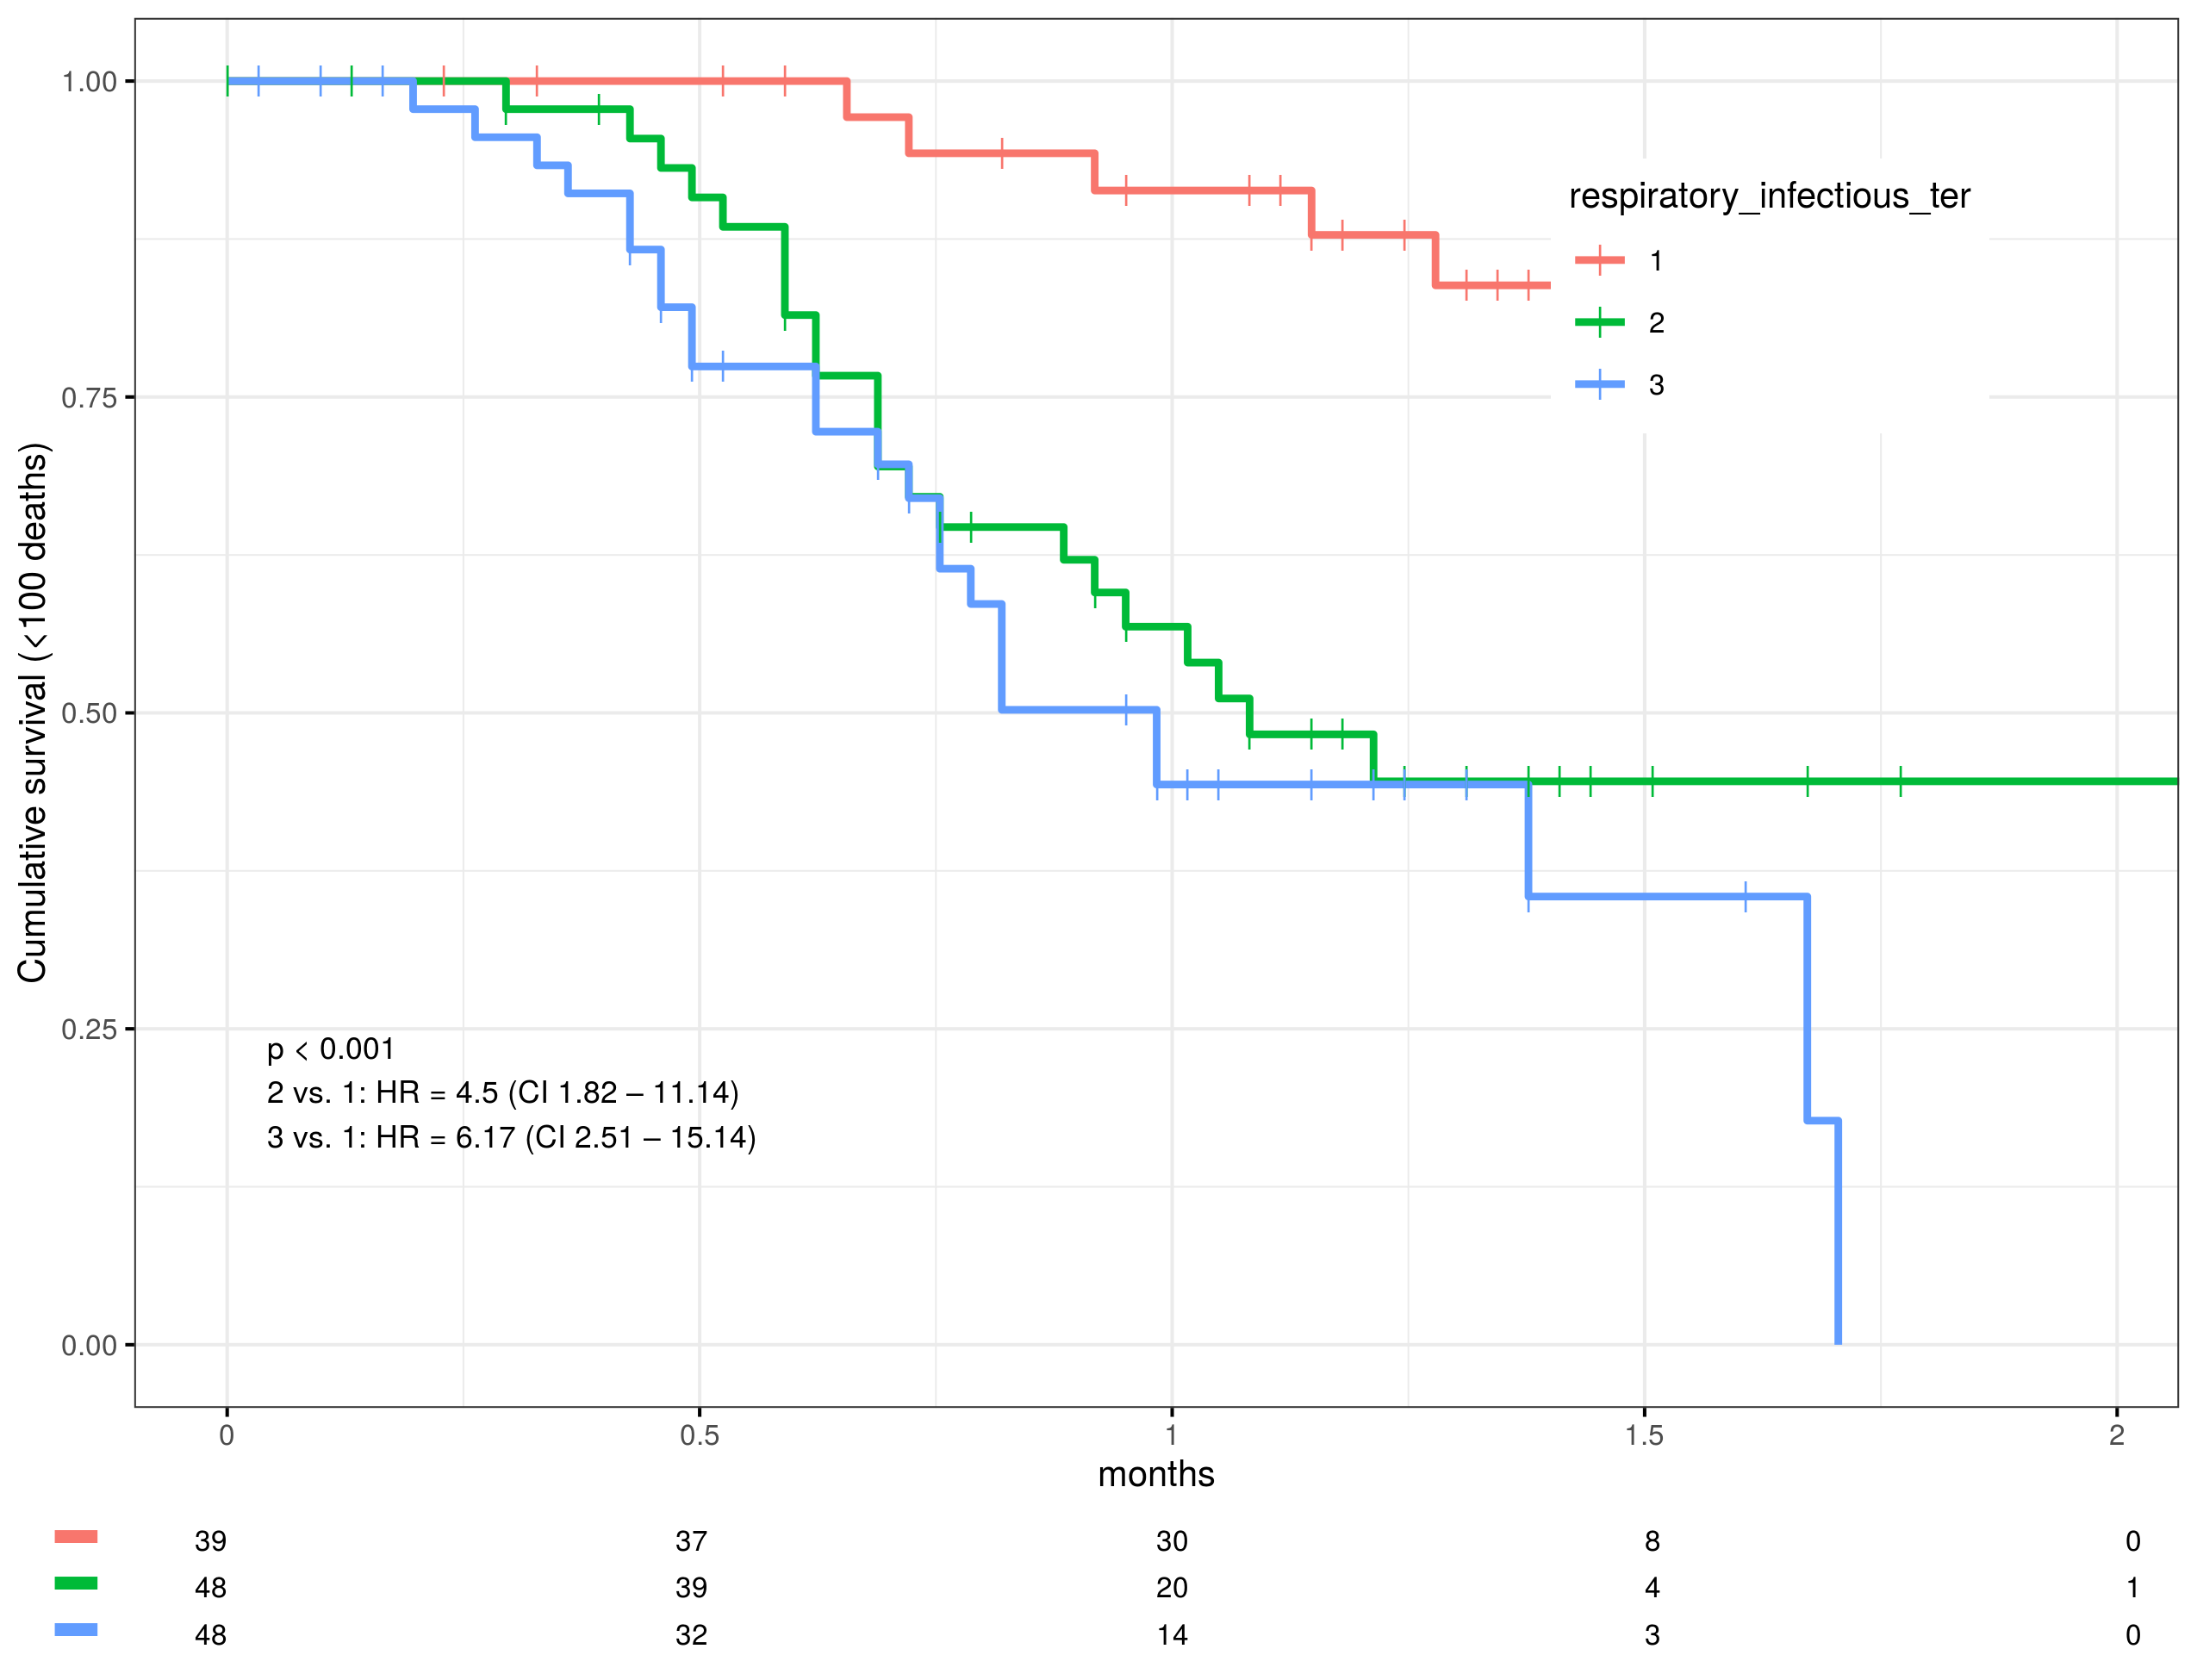 respiratory_infectious_ter
1
2
3
1.00
0.75
0.50
0.25
0.00
Cumulative survival (<100 deaths)
p < 0.001
2 vs. 1: HR = 4.5 (CI 1.82 – 11.14)
3 vs. 1: HR = 6.17 (CI 2.51 – 15.14)
0 0.5 1 1.5 2
months
39 37 30 8 0
48 39 20 4 1
48 32 14 3 0